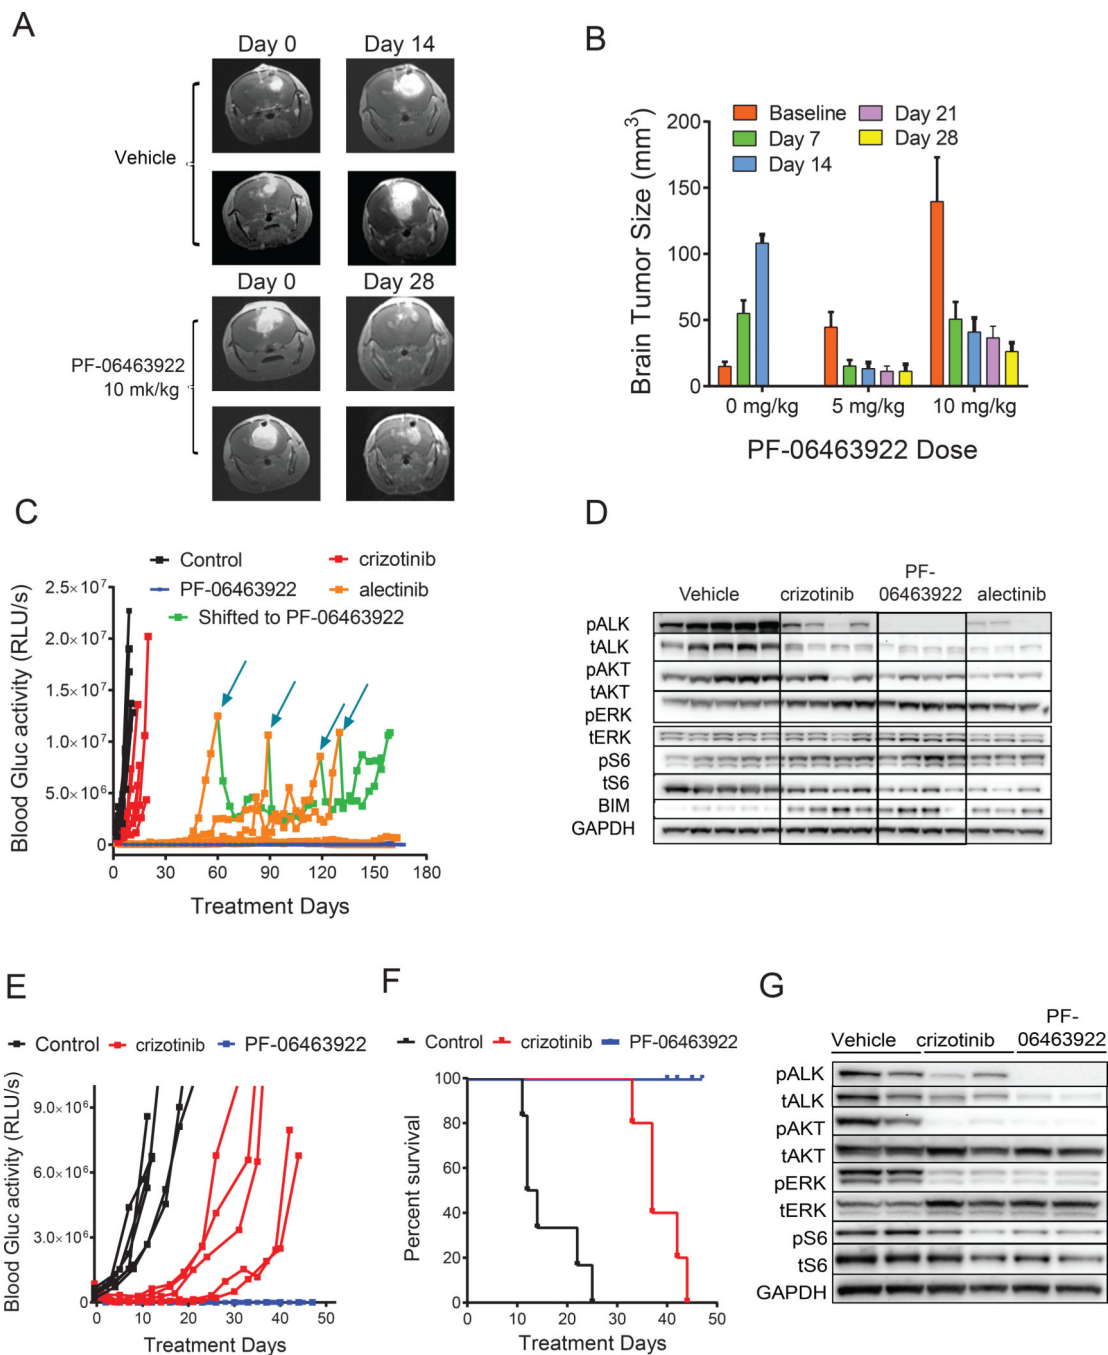 A
Day 0
Day 14
Vehicle
Day 0
Day 28
PF-06463922
10 mk/kg
B
Baseline
Day 7
Day 14
Day 21
Day 28
Brain Tumor Size (mm³)
200
150
100
50
0
0 mg/kg
5 mg/kg
10 mg/kg
PF-06463922 Dose
C
Control
crizotinib
PF-06463922
alectinib
Shifted to PF-06463922
Blood Gluc activity (RLU/s)
2.5×10⁷
2.0×10⁷
1.5×10⁷
1.0×10⁷
5.0×10⁶
0
0
30
60
90
120
150
180
Treatment Days
D
Vehicle
crizotinib
PF-
06463922
alectinib
pALK
tALK
pAKT
tAKT
pERK
tERK
pS6
tS6
BIM
GAPDH
E
Control
crizotinib
PF-06463922
Blood Gluc activity (RLU/s)
9.0×10⁶
6.0×10⁶
3.0×10⁶
0
0
10
20
30
40
50
Treatment Days
F
Control
crizotinib
PF-06463922
Percent survival
100
80
60
40
20
0
0
10
20
30
40
50
Treatment Days
G
Vehicle
crizotinib
PF-
06463922
pALK
tALK
pAKT
tAKT
pERK
tERK
pS6
tS6
GAPDH